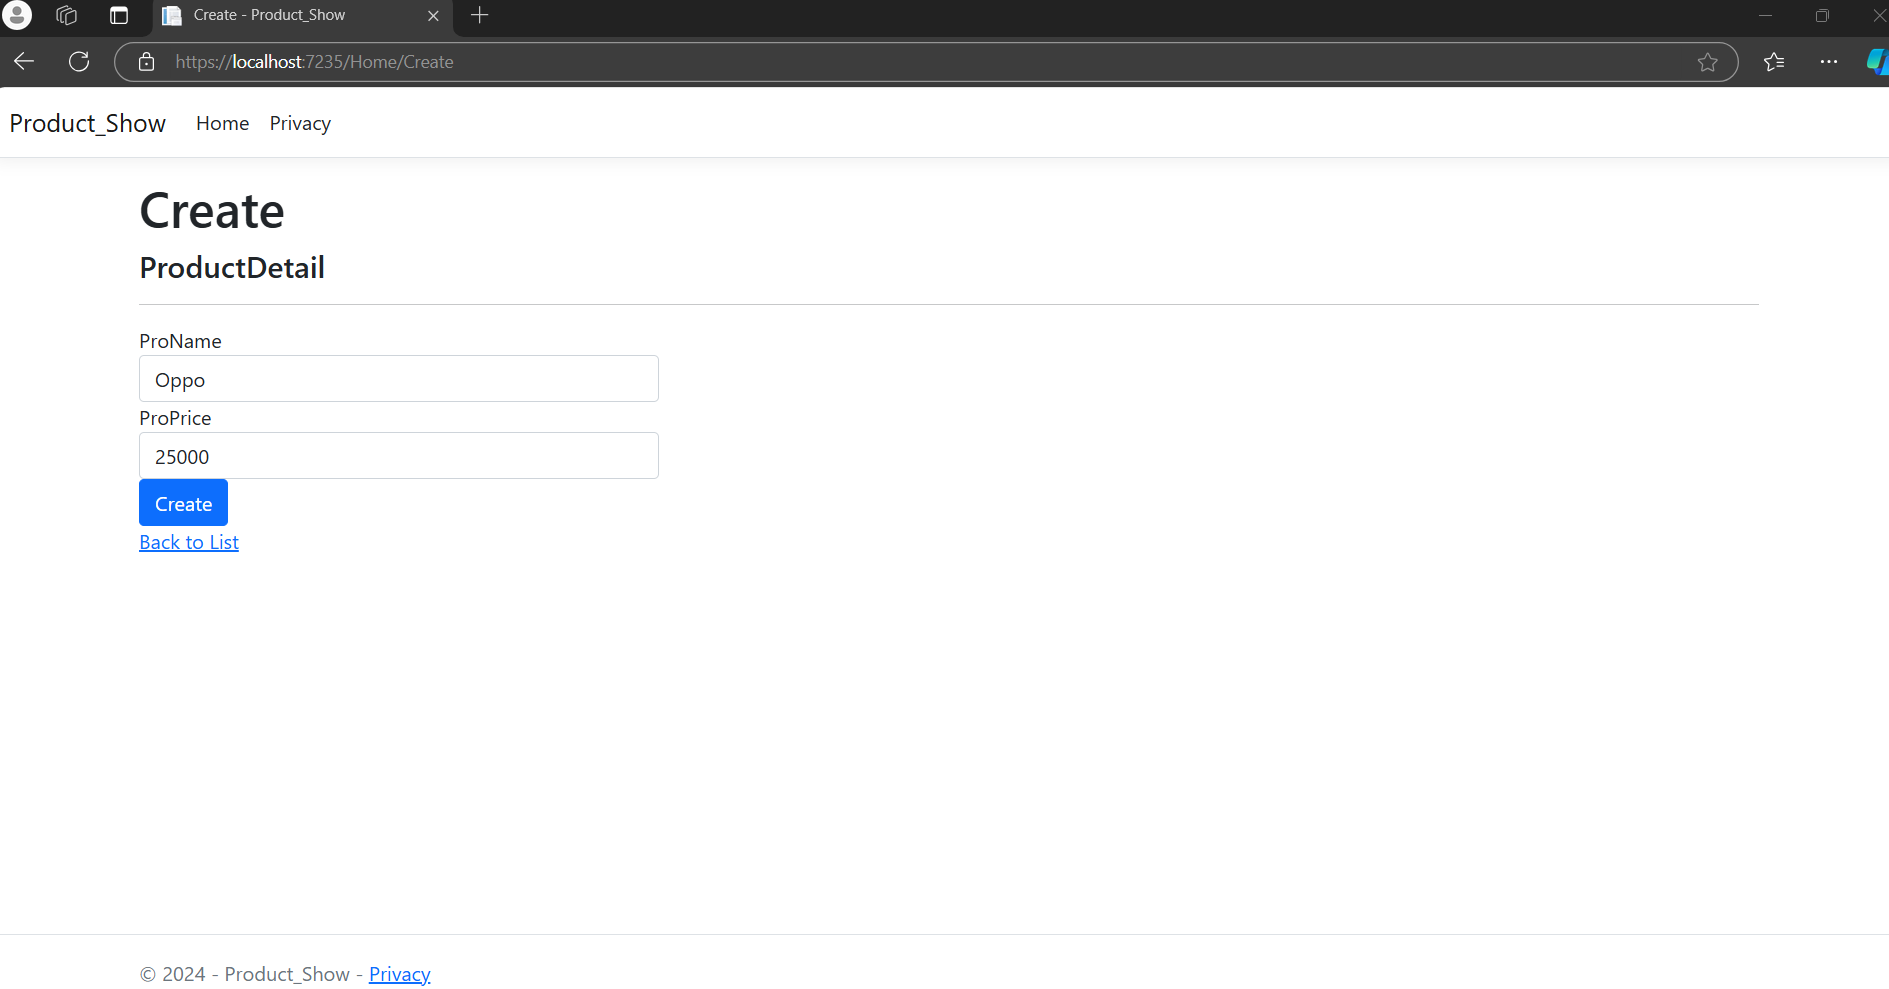 Create - Product_Show
https://localhost:7235/Home/Create
Product_Show Home Privacy
Create
ProductDetail
ProName
Oppo
ProPrice
25000
Create
Back to List
© 2024 - Product_Show - Privacy